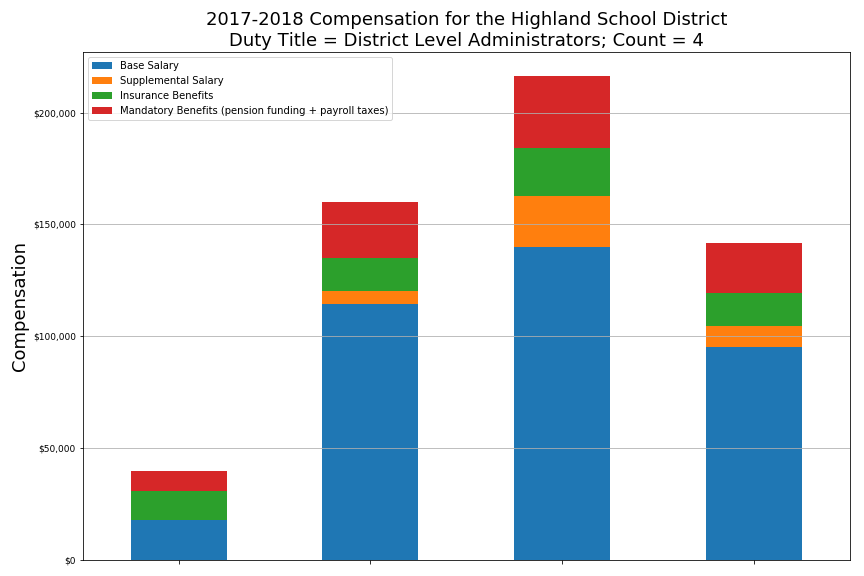 2017-2018 Compensation for the Highland School District
Duty Title = District Level Administrators; Count = 4
Base Salary
Supplemental Salary
Insurance Benefits
Mandatory Benefits (pension funding + payroll taxes)
$200,000
$150,000
$100,000
$50,000
$0
Compensation